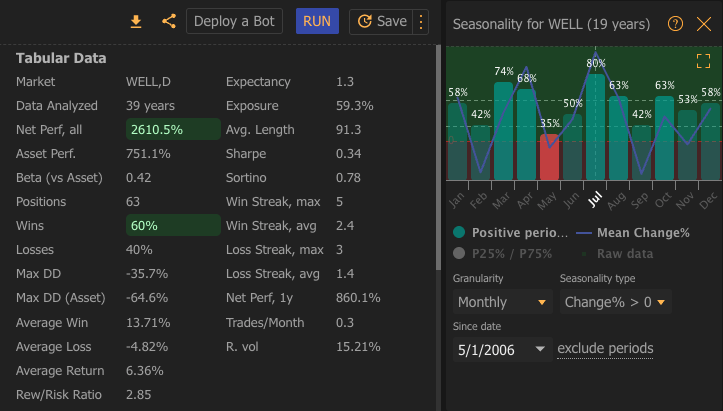 Deploy a Bot RUN Save
Tabular Data
Market WELL,D Expectancy 1.3
Data Analyzed 39 years Exposure 59.3%
Net Perf, all 2610.5% Avg. Length 91.3
Asset Perf. 751.1% Sharpe 0.34
Beta (vs Asset) 0.42 Sortino 0.78
Positions 63 Win Streak, max 5
Wins 60% Win Streak, avg 2.4
Losses 40% Loss Streak, max 3
Max DD -35.7% Loss Streak, avg 1.4
Max DD (Asset) -64.6% Net Perf, 1y 860.1%
Average Win 13.71% Trades/Month 0.3
Average Loss -4.82% R. vol 15.21%
Average Return 6.36%
Rew/Risk Ratio 2.85
Seasonality for WELL (19 years) ?
58% 42% 74% 68% 35% 50% 80% 63% 42% 63% 53% 58%
Jan Feb Mar Apr May Jun Jul Aug Sep Oct Nov Dec
Positive perio... Mean Change%
P25% / P75% Raw data
Granularity Seasonality type
Monthly Change% > 0
Since date
5/1/2006 exclude periods